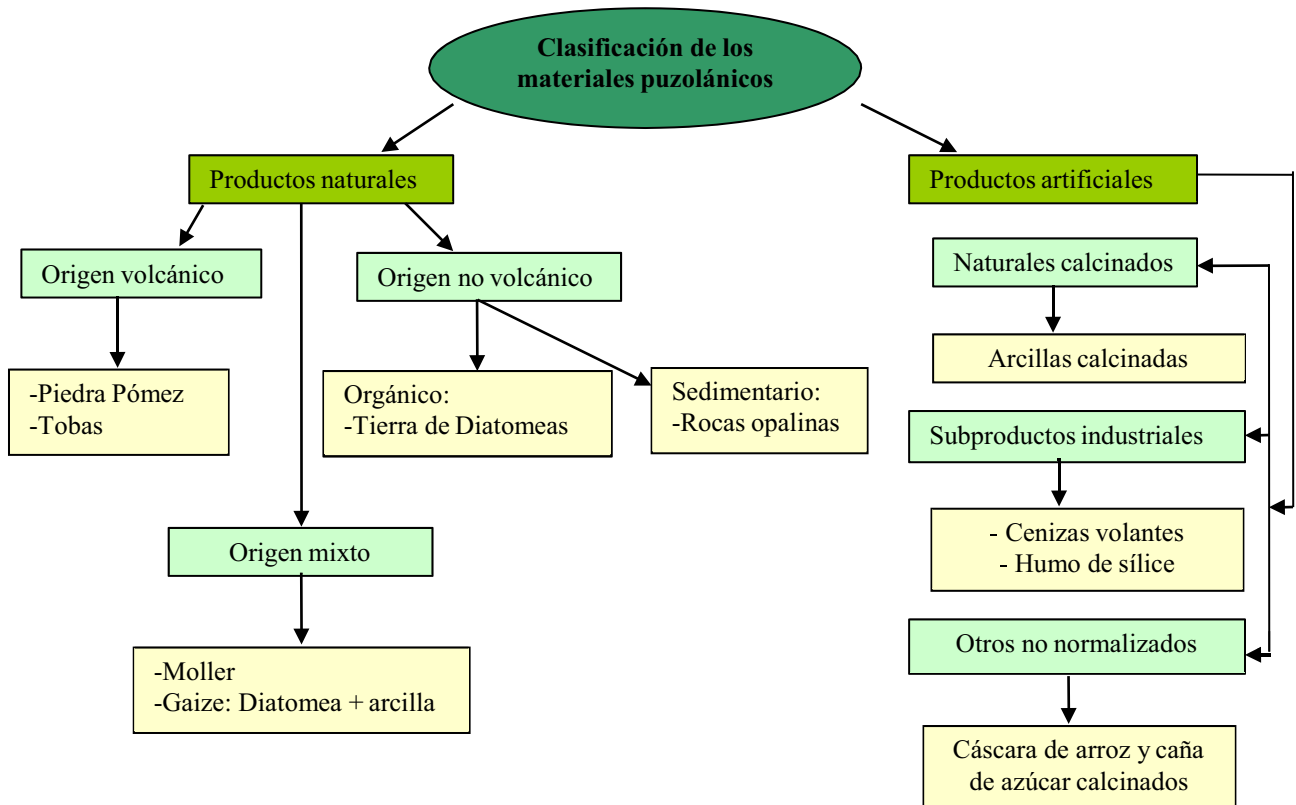 Clasificación de los
materiales puzolánicos
Productos naturales
Productos artificiales
Origen volcánico
Origen no volcánico
Naturales calcinados
-Piedra Pómez
-Tobas
Orgánico:
-Tierra de Diatomeas
Sedimentario:
-Rocas opalinas
Arcillas calcinadas
Subproductos industriales
- Cenizas volantes
- Humo de sílice
Origen mixto
-Moller
-Gaize: Diatomea + arcilla
Otros no normalizados
Cáscara de arroz y caña
de azúcar calcinados